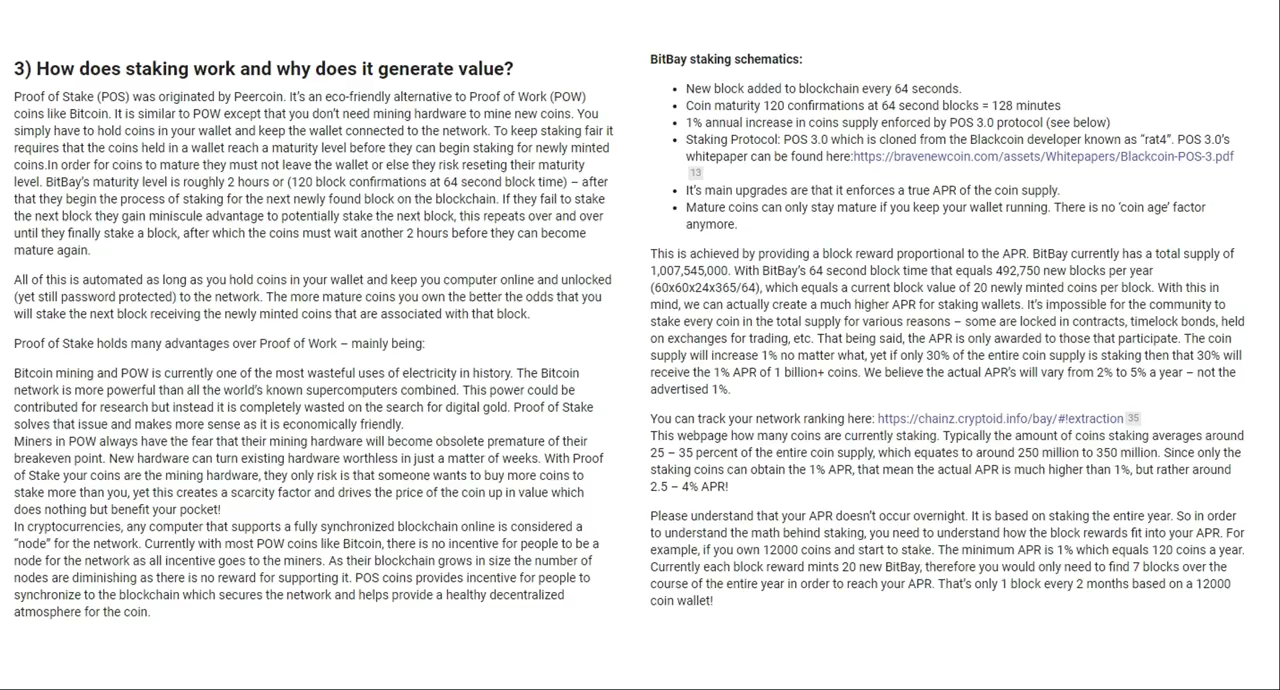 3) How does staking work and why does it generate value?
Proof of Stake (POS) was originated by Peercoin. It's an eco-friendly alternative to Proof of Work (POW)
coins like Bitcoin. It is similar to POW except that you don't need mining hardware to mine new coins. You
simply have to hold coins in your wallet and keep the wallet connected to the network. To keep staking fair it
requires that the coins held in a wallet reach a maturity level before they can begin staking for newly minted
coins.In order for coins to mature they must not leave the wallet or else they risk reseting their maturity
level. BitBay's maturity level is roughly 2 hours or (120 block confirmations at 64 second block time) – after
that they begin the process of staking for the next newly found block on the blockchain. If they fail to stake
the next block they gain miniscule advantage to potentially stake the next block, this repeats over and over
until they finally stake a block, after which the coins must wait another 2 hours before they can become
mature again.
All of this is automated as long as you hold coins in your wallet and keep you computer online and unlocked
(yet still password protected) to the network. The more mature coins you own the better the odds that you
will stake the next block receiving the newly minted coins that are associated with that block.
Proof of Stake holds many advantages over Proof of Work – mainly being:
Bitcoin mining and POW is currently one of the most wasteful uses of electricity in history. The Bitcoin
network is more powerful than all the world's known supercomputers combined. This power could be
contributed for research but instead it is completely wasted on the search for digital gold. Proof of Stake
solves that issue and makes more sense as it is economically friendly.
Miners in POW always have the fear that their mining hardware will become obsolete premature of their
breakeven point. New hardware can turn existing hardware worthless in just a matter of weeks. With Proof
of Stake your coins are the mining hardware, they only risk is that someone wants to buy more coins to
stake more than you, yet this creates a scarcity factor and drives the price of the coin up in value which
does nothing but benefit your pocket!
In cryptocurrencies, any computer that supports a fully synchronized blockchain online is considered a
“node” for the network. Currently with most POW coins like Bitcoin, there is no incentive for people to be a
node for the network as all incentive goes to the miners. As their blockchain grows in size the number of
nodes are diminishing as there is no reward for supporting it. POS coins provides incentive for people to
synchronize to the blockchain which secures the network and helps provide a healthy decentralized
atmosphere for the coin.
BitBay staking schematics:
• New block added to blockchain every 64 seconds.
• Coin maturity 120 confirmations at 64 second blocks = 128 minutes
• 1% annual increase in coins supply enforced by POS 3.0 protocol (see below)
• Staking Protocol: POS 3.0 which is cloned from the Blackcoin developer known as “rat4”. POS 3.0's
whitepaper can be found here:https://bravenewcoin.com/assets/Whitepapers/Blackcoin-POS-3.pdf
13
• It's main upgrades are that it enforces a true APR of the coin supply.
• Mature coins can only stay mature if you keep your wallet running. There is no ‘coin age’ factor
anymore.
This is achieved by providing a block reward proportional to the APR. BitBay currently has a total supply of
1,007,545,000. With BitBay's 64 second block time that equals 492,750 new blocks per year
(60x60x24x365/64), which equals a current block value of 20 newly minted coins per block. With this in
mind, we can actually create a much higher APR for staking wallets. It's impossible for the community to
stake every coin in the total supply for various reasons – some are locked in contracts, timelock bonds, held
on exchanges for trading, etc. That being said, the APR is only awarded to those that participate. The coin
supply will increase 1% no matter what, yet if only 30% of the entire coin supply is staking then that 30% will
receive the 1% APR of 1 billion+ coins. We believe the actual APR's will vary from 2% to 5% a year – not the
advertised 1%.
You can track your network ranking here: https://chainz.cryptoid.info/bay/#!extraction 35
This webpage how many coins are currently staking. Typically the amount of coins staking averages around
25 – 35 percent of the entire coin supply, which equates to around 250 million to 350 million. Since only the
staking coins can obtain the 1% APR, that mean the actual APR is much higher than 1%, but rather around
2.5 – 4% APR!
Please understand that your APR doesn't occur overnight. It is based on staking the entire year. So in order
to understand the math behind staking, you need to understand how the block rewards fit into your APR. For
example, if you own 12000 coins and start to stake. The minimum APR is 1% which equals 120 coins a year.
Currently each block reward mints 20 new BitBay, therefore you would only need to find 7 blocks over the
course of the entire year in order to reach your APR. That's only 1 block every 2 months based on a 12000
coin wallet!